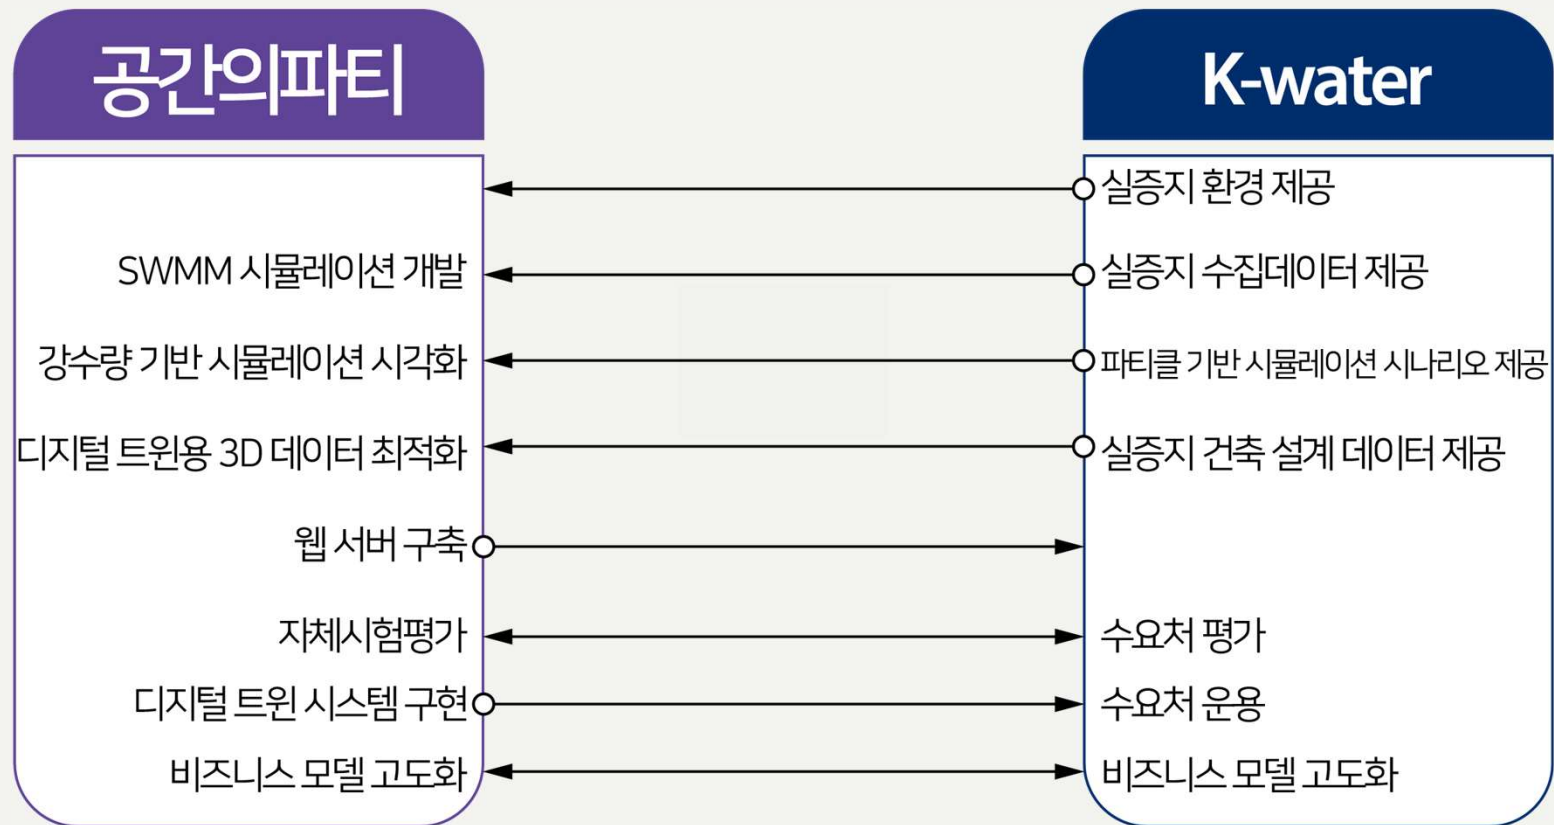 공간의파티
K-water
실증지 환경 제공
SWMM 시뮬레이션 개발
실증지 수집데이터 제공
강수량 기반 시뮬레이션 시각화
파티클 기반 시뮬레이션 시나리오 제공
디지털 트윈용 3D 데이터 최적화
실증지 건축 설계 데이터 제공
웹 서버 구축
자체시험평가
수요처 평가
디지털 트윈 시스템 구현
수요처 운용
비즈니스 모델 고도화
비즈니스 모델 고도화